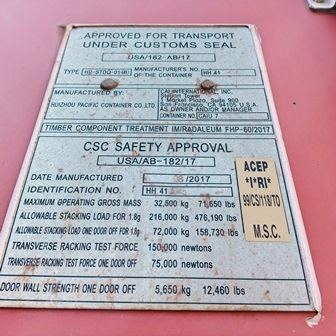 APPROVED FOR TRANSPORT
UNDER CUSTOMS SEAL
USA/162-AB/17
TYPE
MANUFACTURER'S NO.
OF THE CONTAINER
HH 41
MANUFACTURED BY:
HUIZHOU PACIFIC CONTAINER CO.,LTD
CAI INTERNATIONAL, INC.
Steuart Tower
1 Market Plaza, Suite 900
San Francisco, CA 94105 U.S.A.
AS OWNER AND/OR MANAGER
CONTAINER NO. CAIU 7
TIMBER COMPONENT TREATMENT IM/RADALEUM FHP-60/2017
CSC SAFETY APPROVAL
USA/AB-182/17
DATE MANUFACTURED /2017
IDENTIFICATION NO. HH 41
MAXIMUM OPERATING GROSS MASS 32,500 kg 71,650 lbs
ALLOWABLE STACKING LOAD FOR 1.8g 216,000 kg 476,190 lbs
ALLOWABLE STACKING LOAD ONE DOOR OFF FOR 1.8g 72,000 kg 158,730 lbs
TRANSVERSE RACKING TEST FORCE 150,000 newtons
TRANSVERSE RACKING TEST FORCE ONE DOOR OFF 75,000 newtons
DOOR WALL STRENGTH ONE DOOR OFF 5,650 kg 12,460 lbs
ACEP
*I*RI*
99/CS/118/TO
M.S.C.